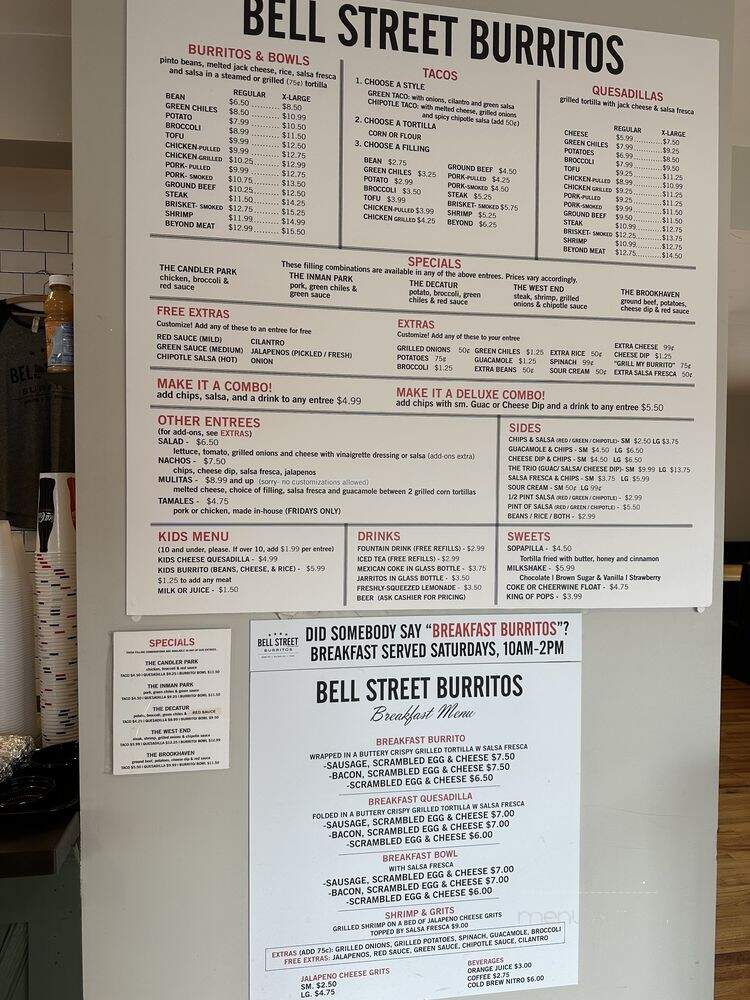 BELL STREET BURRITOS
BURRITOS & BOWLS
pinto beans, melted jack cheese, rice, salsa fresca
and salsa in a steamed or grilled (75¢) tortilla
REGULAR X-LARGE
BEAN $6.50 $8.50
GREEN CHILES $8.50 $10.99
POTATO $7.99 $10.50
BROCCOLI $8.99 $11.50
TOFU $9.99 $12.50
CHICKEN-PULLED $9.99 $12.75
CHICKEN-GRILLED $10.25 $12.99
PORK- PULLED $9.99 $12.75
PORK- SMOKED $10.75 $13.50
GROUND BEEF $10.25 $12.50
STEAK $11.50 $14.25
BRISKET- SMOKED $12.75 $15.25
SHRIMP $11.99 $14.99
BEYOND MEAT $12.99 $15.50
TACOS
1. CHOOSE A STYLE
GREEN TACO: with onions, cilantro and green salsa
CHIPOTLE TACO: with melted cheese, grilled onions
and spicy chipotle salsa (add 50¢)
2. CHOOSE A TORTILLA
CORN OR FLOUR
3. CHOOSE A FILLING
BEAN $2.75
GREEN CHILES $3.25
POTATO $2.99
BROCCOLI $3.50
TOFU $3.99
CHICKEN-PULLED $3.99
CHICKEN GRILLED $4.25
GROUND BEEF $4.50
PORK-PULLED $4.25
PORK-SMOKED $4.50
STEAK $5.25
BRISKET- SMOKED $5.75
SHRIMP $5.25
BEYOND $6.25
QUESADILLAS
grilled tortilla with jack cheese & salsa fresca
REGULAR X-LARGE
CHEESE $5.99 $7.50
GREEN CHILES $7.99 $9.25
POTATOES $6.99 $8.50
BROCCOLI $7.99 $9.50
TOFU $9.25 $11.25
CHICKEN-PULLED $8.99 $10.99
CHICKEN GRILLED $9.25 $11.25
PORK-PULLED $9.25 $11.25
PORK-SMOKED $9.99 $11.50
GROUND BEEF $9.50 $11.50
STEAK $10.99 $12.75
BRISKET- SMOKED $12.25 $13.75
SHRIMP $10.99 $12.75
BEYOND MEAT $12.75 $14.50
SPECIALS
These filling combinations are available in any of the above entrees. Prices vary accordingly.
THE CANDLER PARK
chicken, broccoli &
red sauce
THE INMAN PARK
pork, green chiles &
green sauce
THE DECATUR
potato, broccoli, green
chiles & red sauce
THE WEST END
steak, shrimp, grilled
onions & chipotle sauce
THE BROOKHAVEN
ground beef, potatoes,
cheese dip & red sauce
FREE EXTRAS
Customize! Add any of these to an entree for free
RED SAUCE (MILD) CILANTRO
GREEN SAUCE (MEDIUM) JALAPENOS (PICKLED / FRESH)
CHIPOTLE SALSA (HOT) ONION
EXTRAS
Customize! Add any of these to your entree
GRILLED ONIONS 50¢ GREEN CHILES $1.25 EXTRA RICE 50¢ EXTRA CHEESE 99¢
POTATOES 75¢ GUACAMOLE $1.25 SPINACH 99¢ CHEESE DIP $1.25
BROCCOLI $1.25 EXTRA BEANS 50¢ SOUR CREAM 50¢ "GRILL MY BURRITO" 75¢
EXTRA SALSA FRESCA 50¢
MAKE IT A COMBO!
add chips, salsa, and a drink to any entree $4.99
MAKE IT A DELUXE COMBO!
add chips with sm. Guac or Cheese Dip and a drink to any entree $5.50
OTHER ENTREES
(for add-ons, see EXTRAS)
SALAD - $6.50
lettuce, tomato, grilled onions and cheese with vinaigrette dressing or salsa (add-ons extra)
NACHOS - $7.50
chips, cheese dip, salsa fresca, jalapenos
MULITAS - $8.99 and up (sorry- no customizations allowed)
melted cheese, choice of filling, salsa fresca and guacamole between 2 grilled corn tortillas
TAMALES - $4.75
pork or chicken, made in-house (FRIDAYS ONLY)
SIDES
CHIPS & SALSA (RED / GREEN / CHIPOTLE)- SM $2.50 LG $3.75
GUACAMOLE & CHIPS - SM $4.50 LG $6.50
CHEESE DIP & CHIPS - SM $4.50 LG $6.50
THE TRIO (GUAC/ SALSA/ CHEESE DIP)- SM $9.99 LG $13.75
SALSA FRESCA & CHIPS - SM $3.75 LG $5.99
SOUR CREAM - SM 50¢ LG 99¢
1/2 PINT SALSA (RED / GREEN / CHIPOTLE) - $2.99
PINT OF SALSA (RED / GREEN / CHIPOTLE) - $5.50
BEANS / RICE / BOTH - $2.99
KIDS MENU
(10 and under, please. If over 10, add $1.99 per entree)
KIDS CHEESE QUESADILLA - $4.99
KIDS BURRITO (BEANS, CHEESE, & RICE) - $5.99
$1.25 to add any meat
MILK OR JUICE - $1.50
DRINKS
FOUNTAIN DRINK (FREE REFILLS) - $2.99
ICED TEA (FREE REFILLS) - $2.99
MEXICAN COKE IN GLASS BOTTLE - $3.75
JARRITOS IN GLASS BOTTLE - $3.50
FRESHLY-SQUEEZED LEMONADE - $3.50
BEER (ASK CASHIER FOR PRICING)
SWEETS
SOPAPILLA - $4.50
Tortilla fried with butter, honey and cinnamon
MILKSHAKE - $5.99
Chocolate I Brown Sugar & Vanilla I Strawberry
COKE OR CHEERWINE FLOAT - $4.75
KING OF POPS - $3.99
SPECIALS
THE CANDLER PARK
chicken, broccoli & red sauce
THE INMAN PARK
pork, green chiles & green sauce
THE DECATUR
potato, broccoli, green chiles & RED SAUCE
THE WEST END
steak, shrimp, grilled onions & chipotle sauce
THE BROOKHAVEN
ground beef, potatoes, cheese dip & red sauce
BELL STREET
BURRITOS
DID SOMEBODY SAY "BREAKFAST BURRITOS"?
BREAKFAST SERVED SATURDAYS, 10AM-2PM
BELL STREET BURRITOS
Breakfast Menu
BREAKFAST BURRITO
WRAPPED IN A BUTTERY CRISPY GRILLED TORTILLA W SALSA FRESCA
-SAUSAGE, SCRAMBLED EGG & CHEESE $7.50
-BACON, SCRAMBLED EGG & CHEESE $7.50
-SCRAMBLED EGG & CHEESE $6.50
BREAKFAST QUESADILLA
FOLDED IN A BUTTERY CRISPY GRILLED TORTILLA W SALSA FRESCA
-SAUSAGE, SCRAMBLED EGG & CHEESE $7.00
-BACON, SCRAMBLED EGG & CHEESE $7.00
-SCRAMBLED EGG & CHEESE $6.00
BREAKFAST BOWL
WITH SALSA FRESCA
-SAUSAGE, SCRAMBLED EGG & CHEESE $7.00
-BACON, SCRAMBLED EGG & CHEESE $7.00
-SCRAMBLED EGG & CHEESE $6.00
SHRIMP & GRITS
GRILLED SHRIMP ON A BED OF JALAPENO CHEESE GRITS
TOPPED BY SALSA FRESCA $9.00
EXTRAS (ADD 75¢): GRILLED ONIONS, GRILLED POTATOES, SPINACH, GUACAMOLE, BROCCOLI
FREE EXTRAS: JALAPENOS, RED SAUCE, GREEN SAUCE, CHIPOTLE SAUCE, CILANTRO
JALAPENO CHEESE GRITS
SM. $2.50
LG. $4.75
BEVERAGES
ORANGE JUICE $3.00
COFFEE $2.75
COLD BREW NITRO $6.00